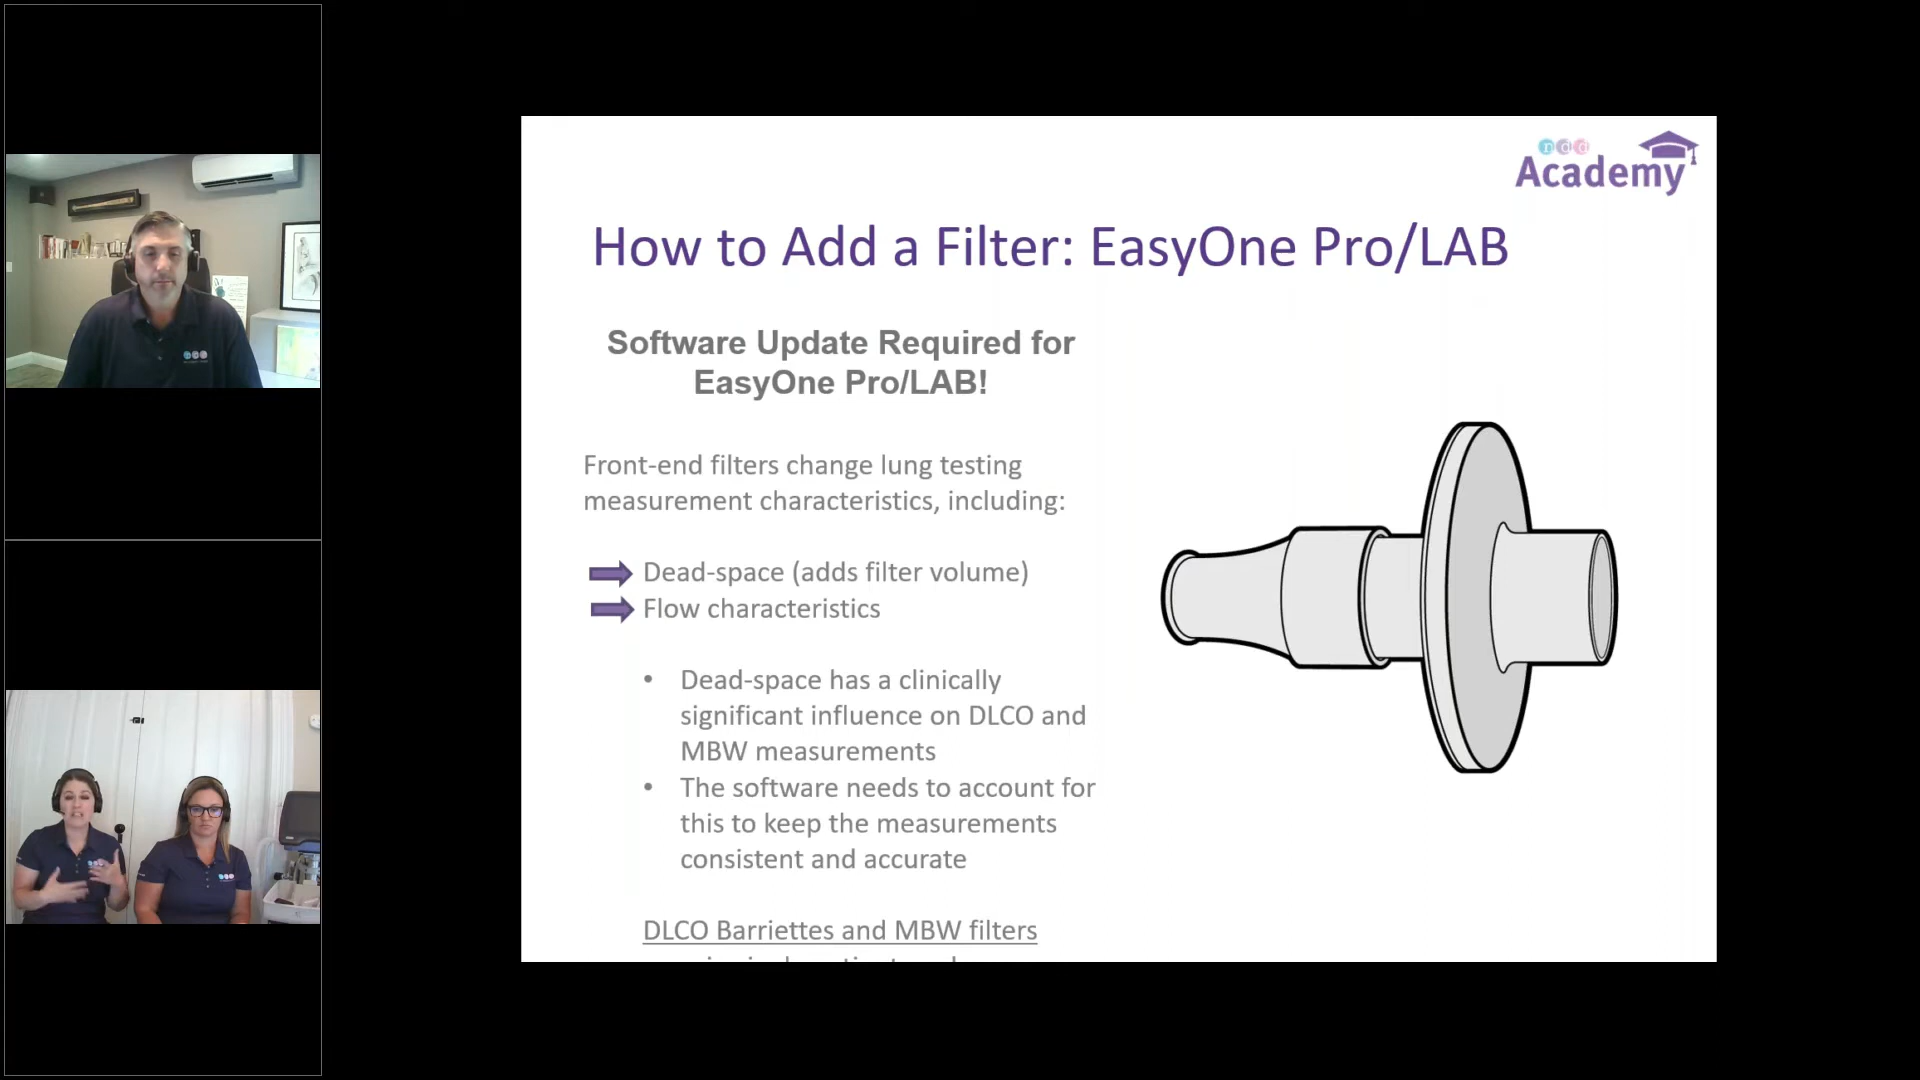 ndd
Academy
How to Add a Filter: EasyOne Pro/LAB
Software Update Required for
EasyOne Pro/LAB!
Front-end filters change lung testing
measurement characteristics, including:
Dead-space (adds filter volume)
Flow characteristics
• Dead-space has a clinically
significant influence on DLCO and
MBW measurements
• The software needs to account for
this to keep the measurements
consistent and accurate
DLCO Barriettes and MBW filters